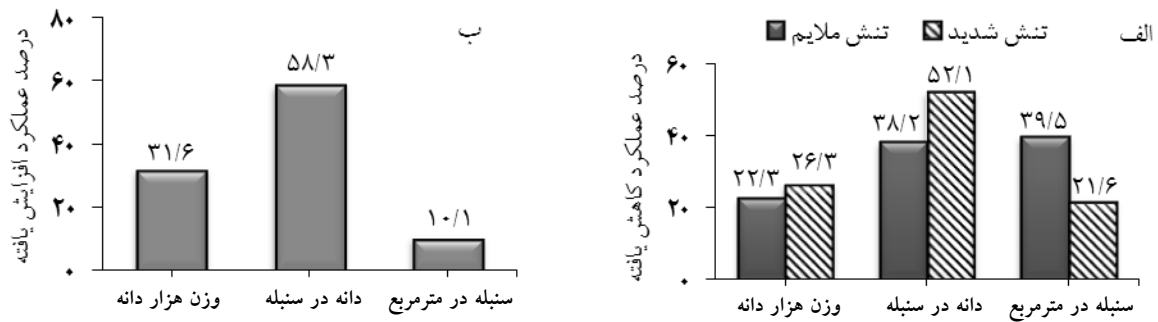 الف
تنش ملایم
تنش شدید
درصد عملکرد کاهش یافته
۶۰
۴۰
۲۰
۰
۳۹/۵
۲۱/۶
۳۸/۲
۵۲/۱
۲۲/۳
۲۶/۳
سنبله در مترمربع
دانه در سنبله
وزن هزار دانه
ب
درصد عملکرد افزایش یافته
۸۰
۶۰
۴۰
۲۰
۰
۱۰/۱
۵۸/۳
۳۱/۶
سنبله در مترمربع
دانه در سنبله
وزن هزار دانه